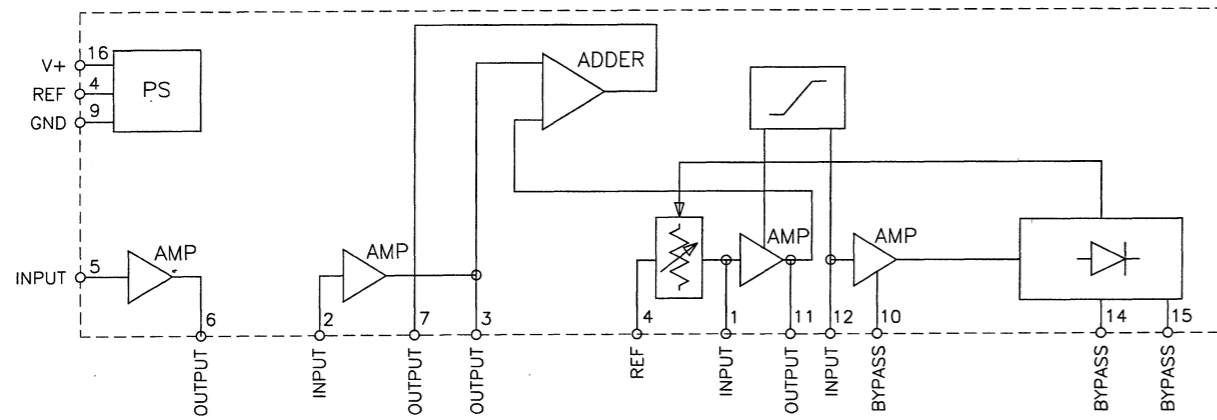 V+ 16
REF 4
GND 9
PS
ADDER
INPUT 5
AMP
AMP
AMP
AMP
6
2
7
3
4
1
11
12
10
14
15
OUTPUT
INPUT
OUTPUT
OUTPUT
REF
INPUT
OUTPUT
INPUT
BYPASS
BYPASS
BYPASS